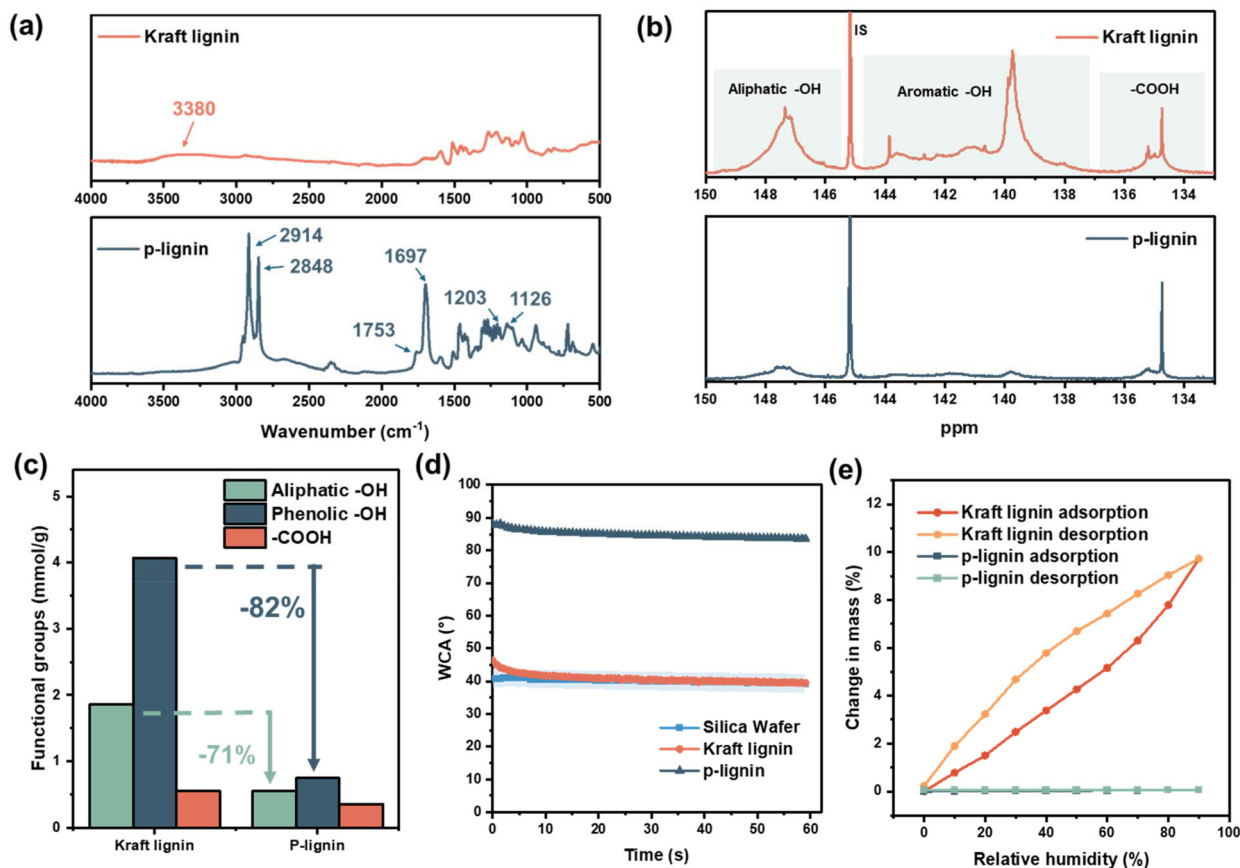 (a)
Kraft lignin
3380
4000 3500 3000 2500 2000 1500 1000 500
p-lignin
2914
2848
1753
1697
1203
1126
4000 3500 3000 2500 2000 1500 1000 500
Wavenumber (cm⁻¹)
(b)
IS
Kraft lignin
Aliphatic -OH
Aromatic -OH
-COOH
150 148 146 144 142 140 138 136 134
p-lignin
150 148 146 144 142 140 138 136 134
ppm
(c)
Functional groups (mmol/g)
5
4
3
2
1
0
Aliphatic -OH
Phenolic -OH
-COOH
-82%
-71%
Kraft lignin P-lignin
(d)
WCA (°)
100
90
80
70
60
50
40
30
20
10
0
Silica Wafer
Kraft lignin
p-lignin
0 10 20 30 40 50 60
Time (s)
(e)
Change in mass (%)
12
10
8
6
4
2
0
Kraft lignin adsorption
Kraft lignin desorption
p-lignin adsorption
p-lignin desorption
0 20 40 60 80 100
Relative humidity (%)